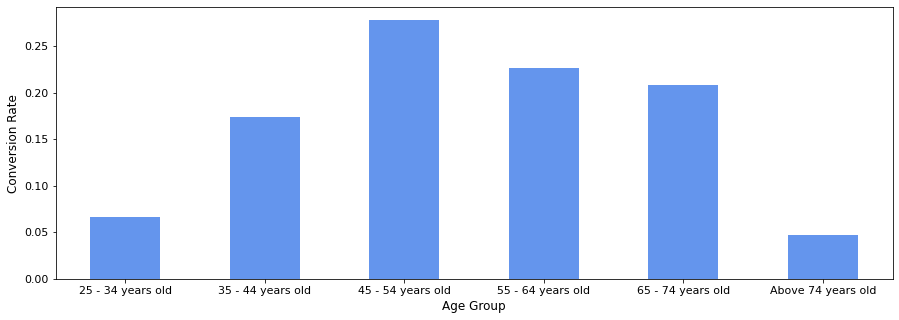 0.25
0.20
0.15
0.10
0.05
0.00
Conversion Rate
25 - 34 years old
35 - 44 years old
45 - 54 years old
55 - 64 years old
65 - 74 years old
Above 74 years old
Age Group